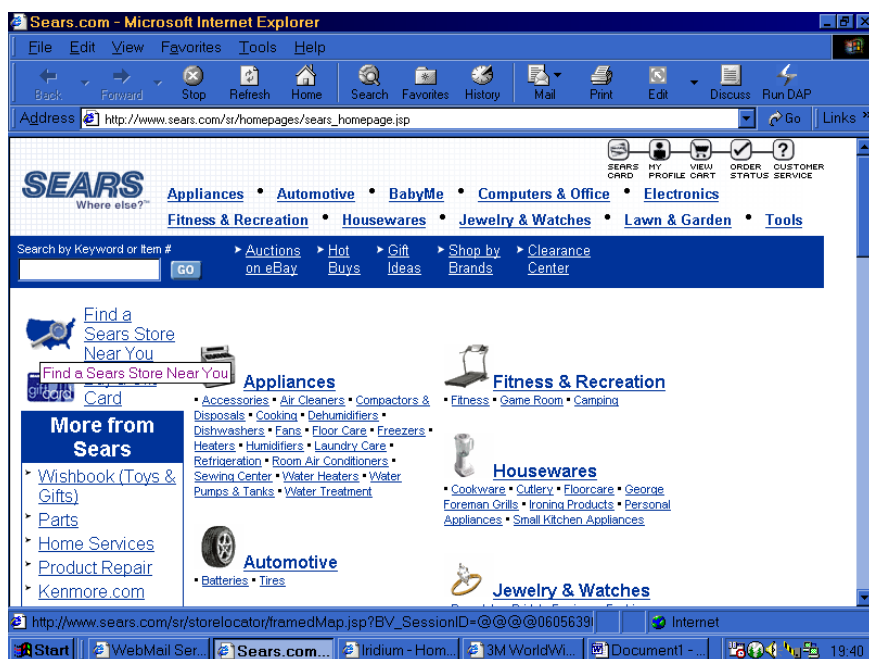 Sears.com - Microsoft Internet Explorer
File Edit View Favorites Tools Help
Back Forward Stop Refresh Home Search Favorites History Mail Print Edit Discuss Run DAP
Address http://www.sears.com/sr/homepages/sears_homepage.jsp Go Links »
SEARS CARD MY PROFILE VIEW CART ORDER STATUS CUSTOMER SERVICE
SEARS
Where else?℠
Appliances • Automotive • BabyMe • Computers & Office • Electronics
Fitness & Recreation • Housewares • Jewelry & Watches • Lawn & Garden • Tools
Search by Keyword or Item #
GO
Auctions on eBay
Hot Buys
Gift Ideas
Shop by Brands
Clearance Center
Find a
Sears Store
Near You
Find a Sears Store Near You
gift card
Card
More from
Sears
Wishbook (Toys &
Gifts)
Parts
Home Services
Product Repair
Kenmore.com
Appliances
▪ Accessories ▪ Air Cleaners ▪ Compactors &
Disposals ▪ Cooking ▪ Dehumidifiers ▪
Dishwashers ▪ Fans ▪ Floor Care ▪ Freezers ▪
Heaters ▪ Humidifiers ▪ Laundry Care ▪
Refrigeration ▪ Room Air Conditioners ▪
Sewing Center ▪ Water Heaters ▪ Water
Pumps & Tanks ▪ Water Treatment
Automotive
▪ Batteries ▪ Tires
Fitness & Recreation
▪ Fitness ▪ Game Room ▪ Camping
Housewares
▪ Cookware ▪ Cutlery ▪ Floorcare ▪ George
Foreman Grills ▪ Ironing Products ▪ Personal
Appliances ▪ Small Kitchen Appliances
Jewelry & Watches
http://www.sears.com/sr/storelocator/framedMap.jsp?BV_SessionID=@@@@0605639 Internet
Start WebMail Ser... Sears.com... Iridium - Hom... 3M WorldWi... Document1 - ... 19:40